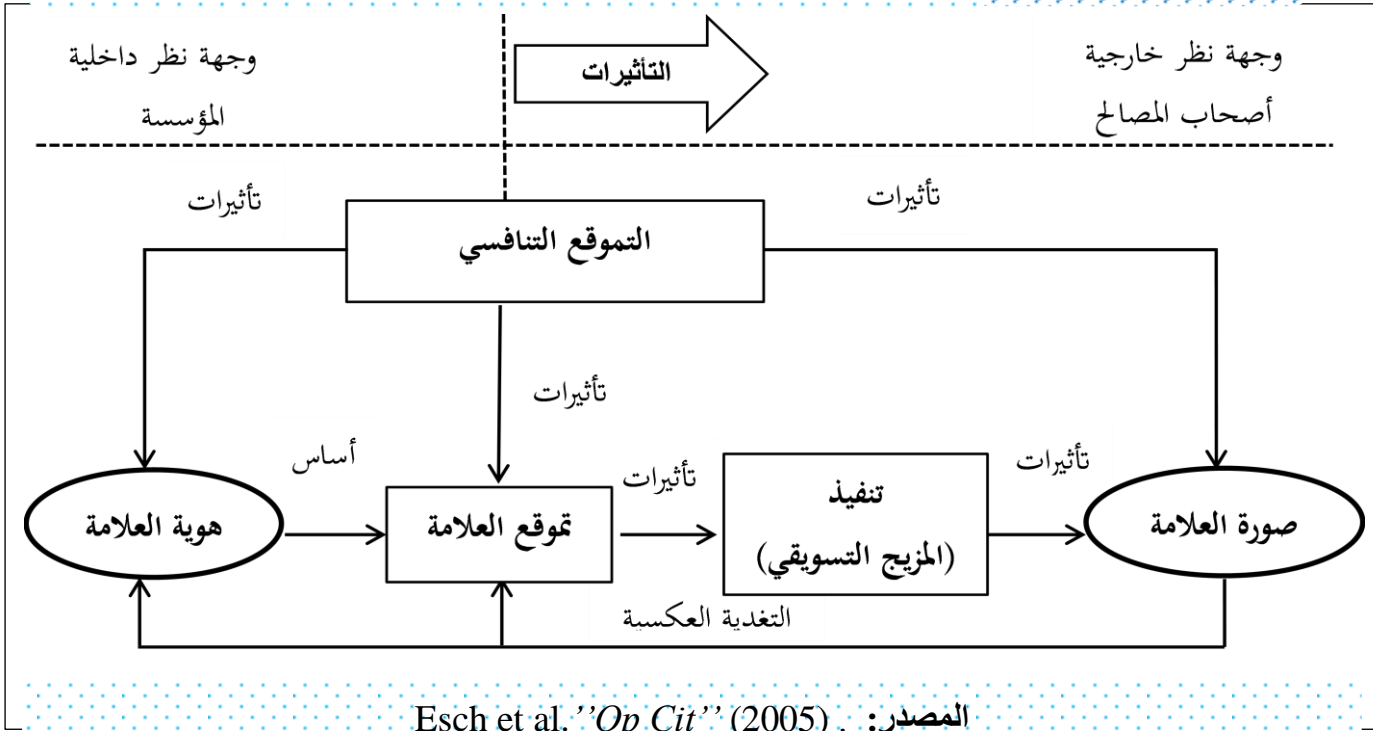 وجهة نظر خارجية
أصحاب المصالح
التأثيرات
وجهة نظر داخلية
المؤسسة
تأثيرات
تأثيرات
التموقع التنافسي
تأثيرات
أساس
تأثيرات
تأثيرات
هوية العلامة
تموقع العلامة
تنفيذ
(المزيج التسويقي)
صورة العلامة
التغدية العكسية
المصدر: Esch et al.’’Op Cit’’ (2005) .